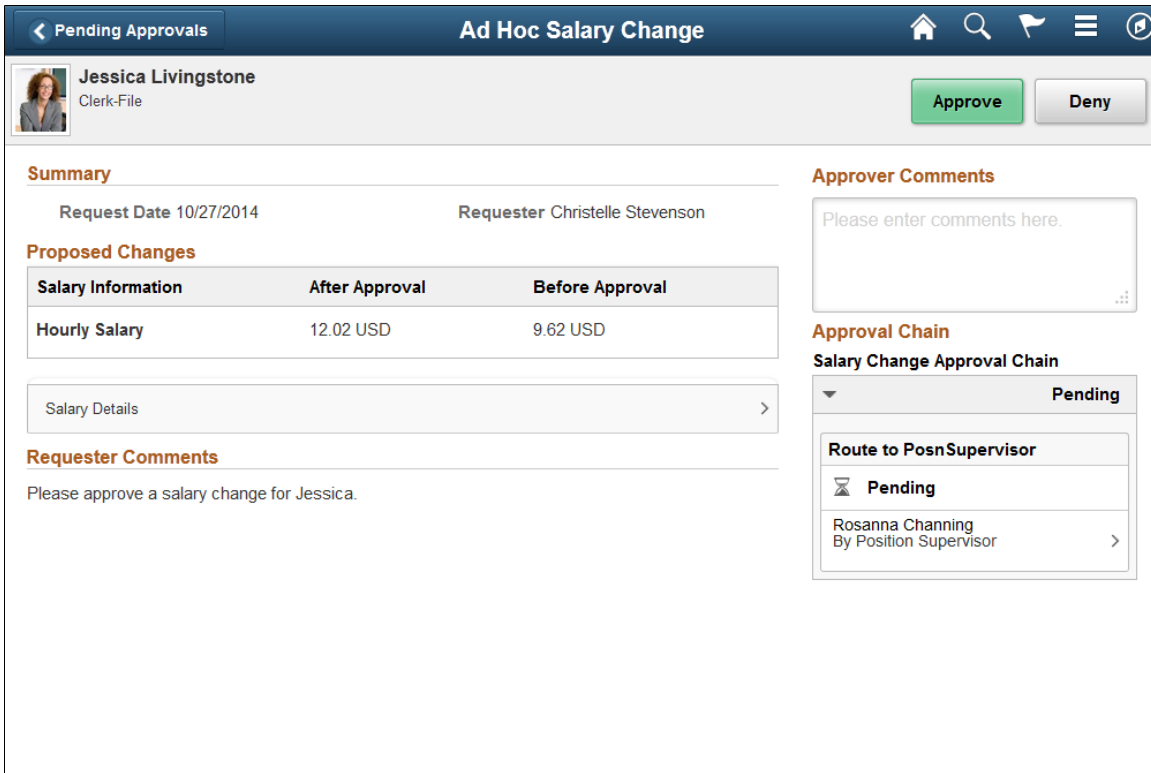 Pending Approvals
Ad Hoc Salary Change
Jessica Livingstone
Clerk-File
Approve
Deny
Summary
Request Date 10/27/2014
Requester Christelle Stevenson
Proposed Changes
Salary Information After Approval Before Approval
Hourly Salary 12.02 USD 9.62 USD
Salary Details
Requester Comments
Please approve a salary change for Jessica.
Approver Comments
Please enter comments here.
Approval Chain
Salary Change Approval Chain
Pending
Route to PosnSupervisor
Pending
Rosanna Channing
By Position Supervisor